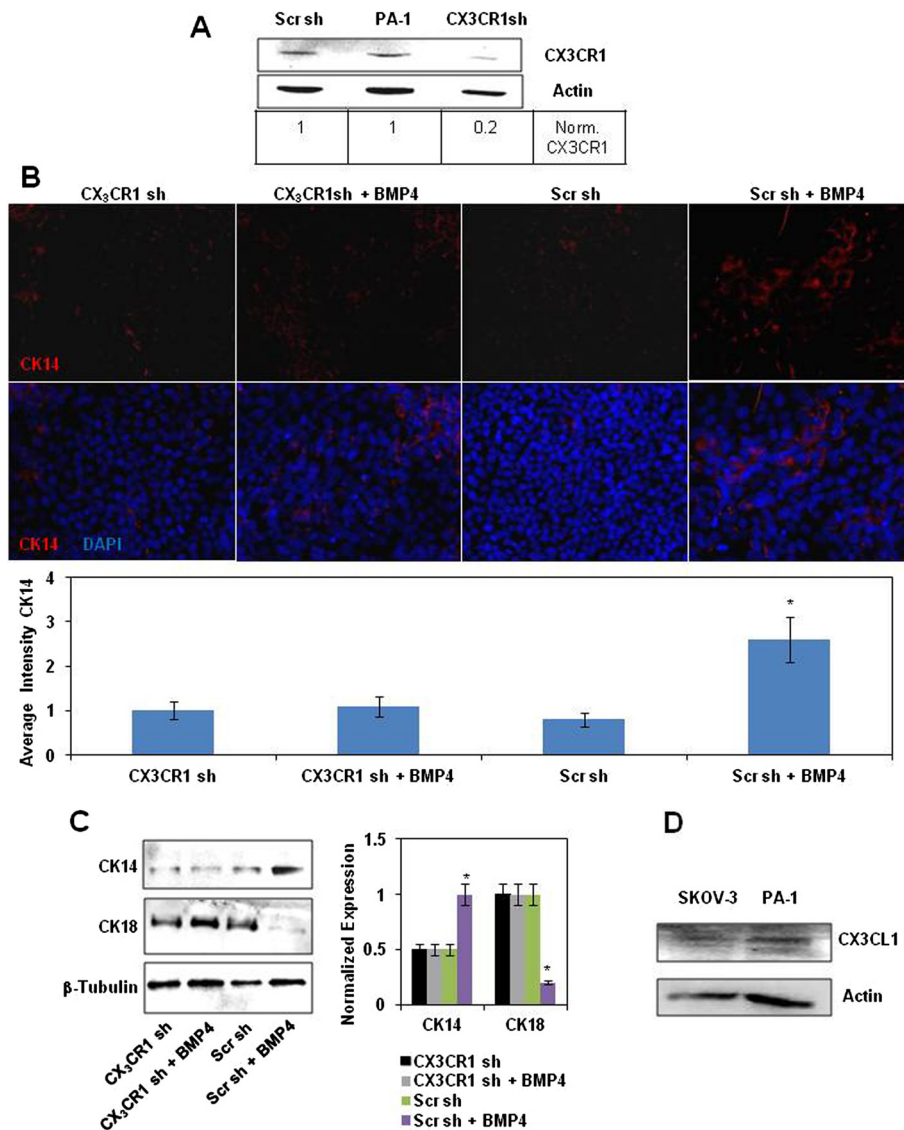 A
Scr sh PA-1 CX3CR1sh
CX3CR1
Actin
1 1 0.2 Norm. CX3CR1
B
CX₃CR1 sh CX₃CR1sh + BMP4 Scr sh Scr sh + BMP4
CK14
CK14 DAPI
Average Intensity CK14
4
3
2
1
0
*
CX3CR1 sh CX3CR1 sh + BMP4 Scr sh Scr sh + BMP4
C
CK14
CK18
β-Tubulin
CX₃CR1 sh
CX₃CR1 sh + BMP4
Scr sh
Scr sh + BMP4
Normalized Expression
1.5
1
0.5
0
*
*
CK14 CK18
CX3CR1 sh
CX3CR1 sh + BMP4
Scr sh
Scr sh + BMP4
D
SKOV-3 PA-1
CX3CL1
Actin